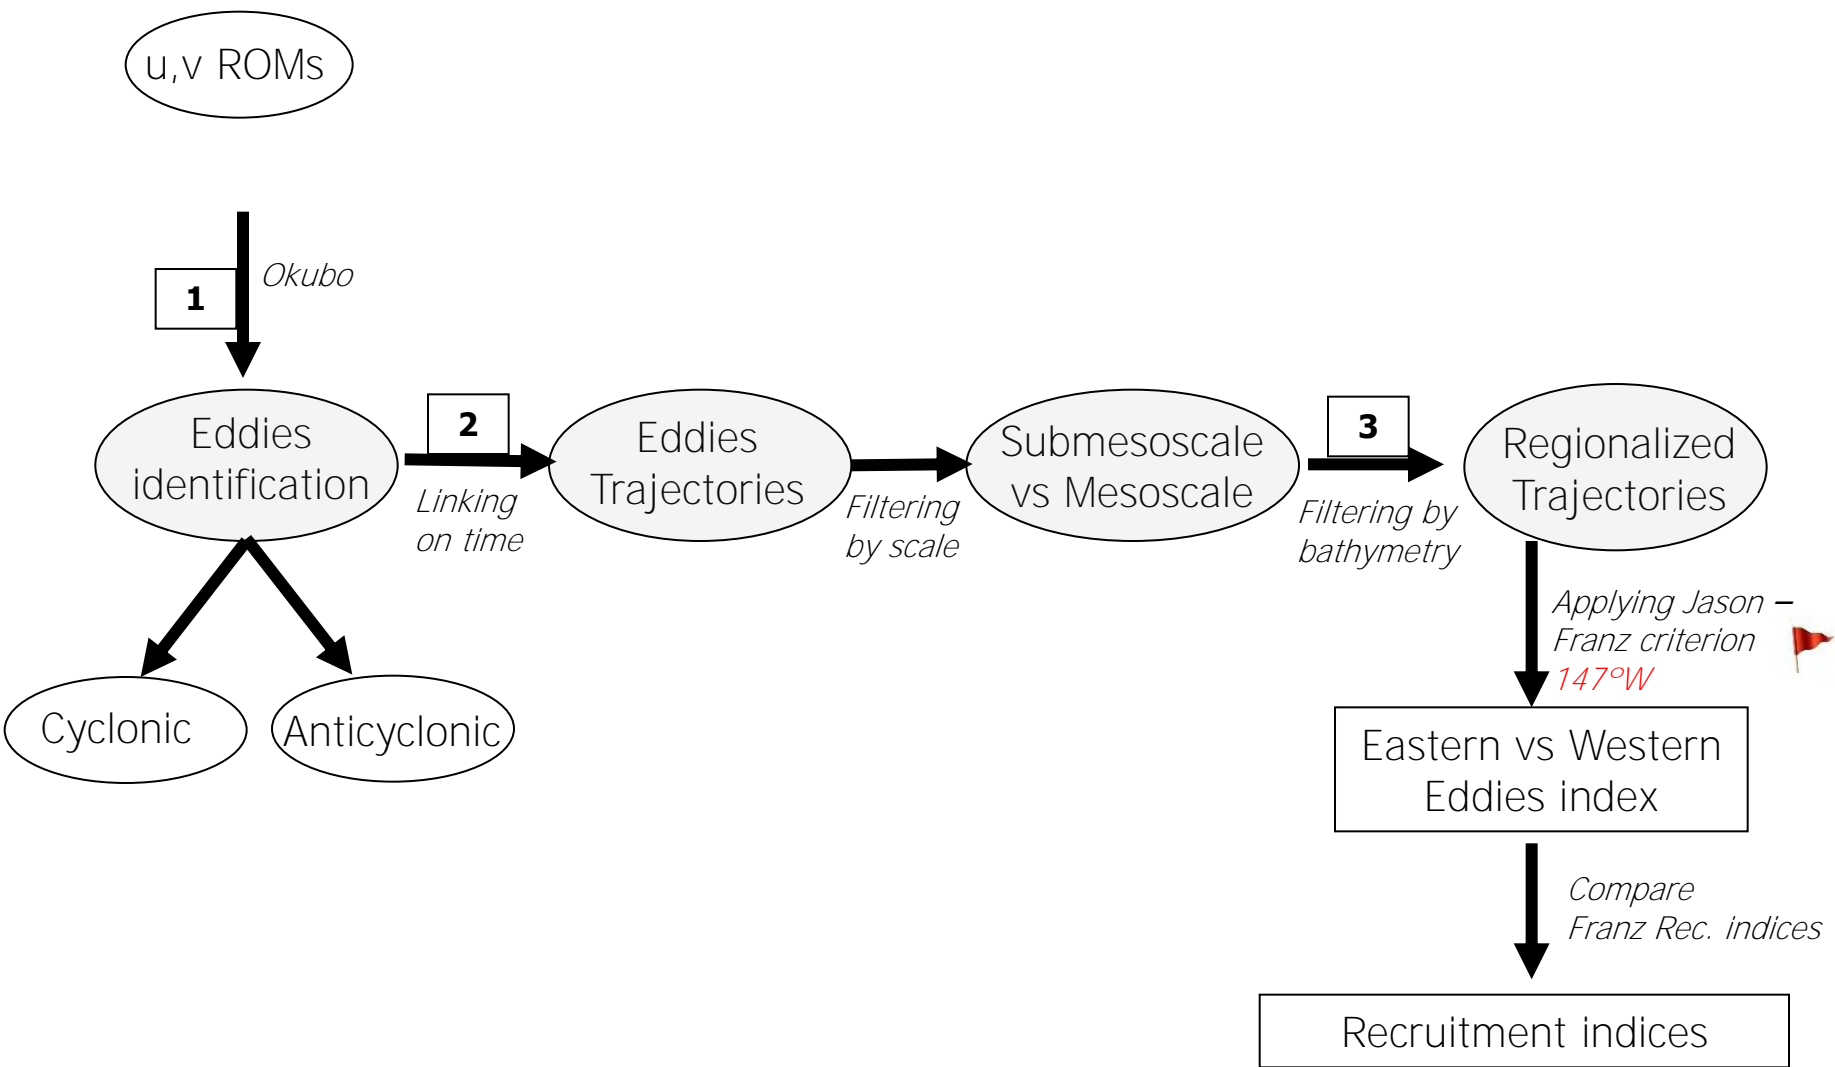 u,v ROMs
1
Okubo
Eddies
identification
2
Linking
on time
Eddies
Trajectories
Filtering
by scale
Submesoscale
vs Mesoscale
3
Filtering by
bathymetry
Regionalized
Trajectories
Cyclonic
Anticyclonic
Applying Jason –
Franz criterion
147°W
Eastern vs Western
Eddies index
Compare
Franz Rec. indices
Recruitment indices